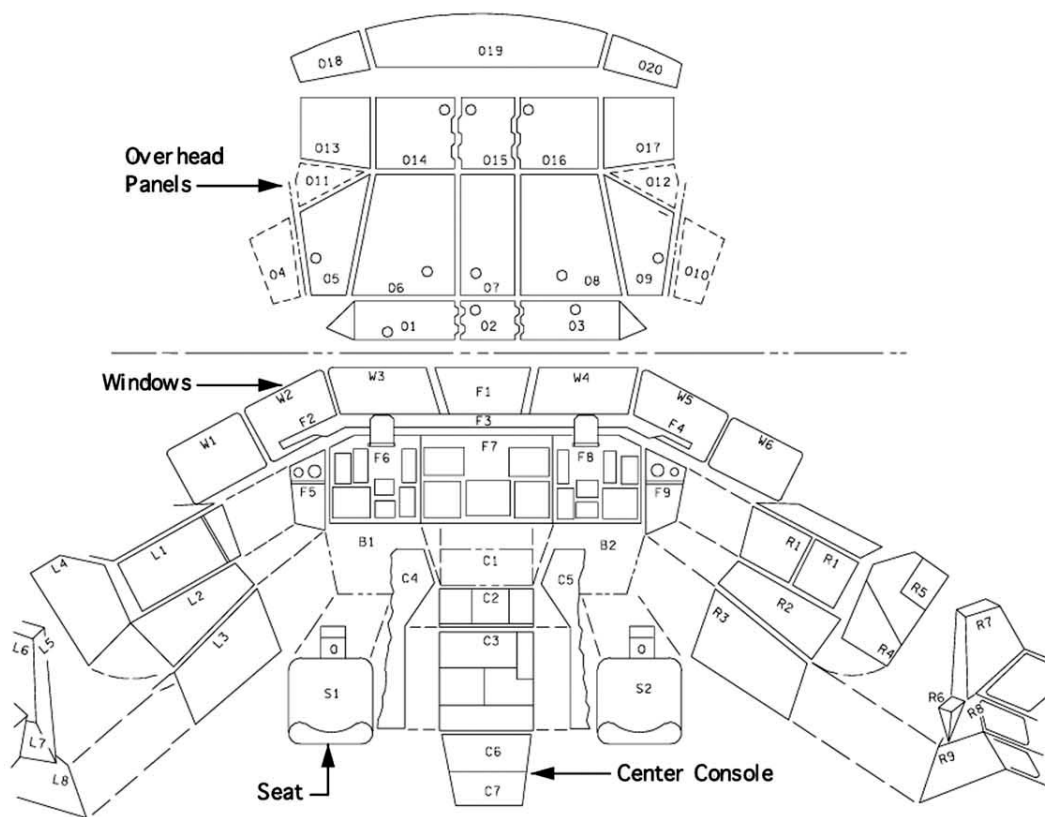 O19
O18
O20
O13
O14
O15
O16
O17
Overhead
Panels
O11
O12
O4
O5
O6
O7
O8
O9
O10
O1
O2
O3
Windows
W1
W2
W3
F1
W4
W5
W6
F2
F3
F4
F5
F6
F7
F8
F9
B1
B2
L4
L1
L2
L3
C4
C1
C5
C2
C3
R1
R1
R2
R3
R5
R4
L6
L5
L7
L8
O
S1
O
S2
R7
R6
R8
R9
C6
C7
Seat
Center Console